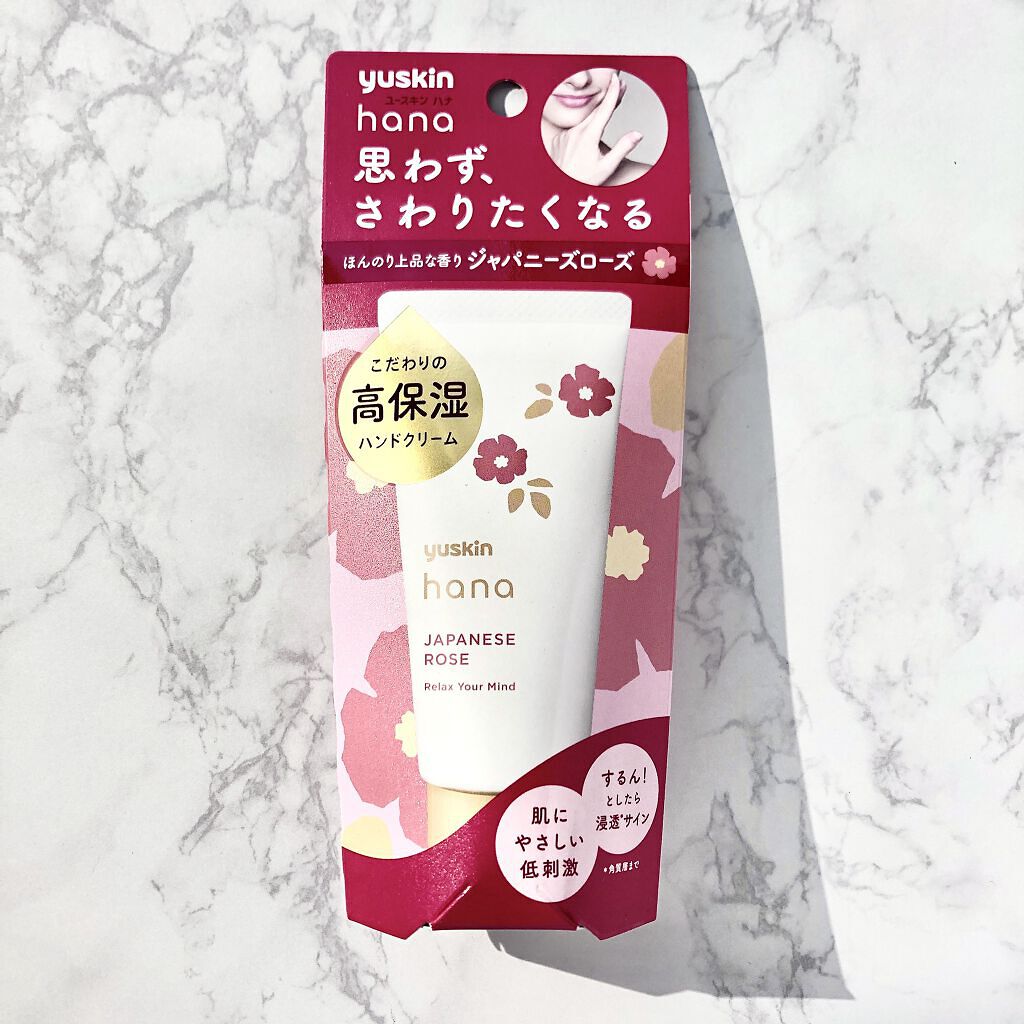 yuskin
ユースキン ハナ
hana
思わず、
さわりたくなる
ほんのり上品な香り ジャパニーズローズ
こだわりの
高保湿
ハンドクリーム
yuskin
hana
JAPANESE
ROSE
Relax Your Mind
するん!
としたら
浸透*サイン
肌に
やさしい
低刺激
*角質層まで